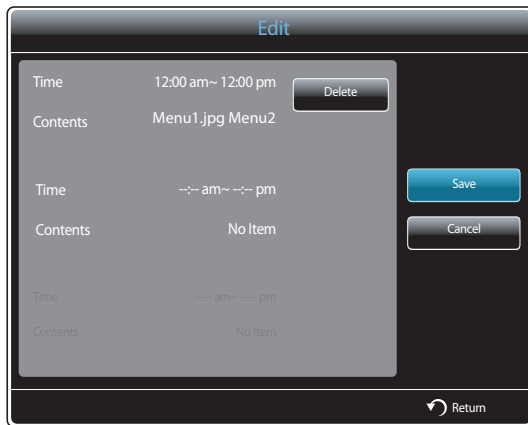 Edit
Time 12:00 am~ 12:00 pm Delete
Contents Menu1.jpg Menu2
Time --:-- am~ --:-- pm Save
Contents No Item Cancel
Time --:-- am~ --:-- pm
Contents No Item
Return